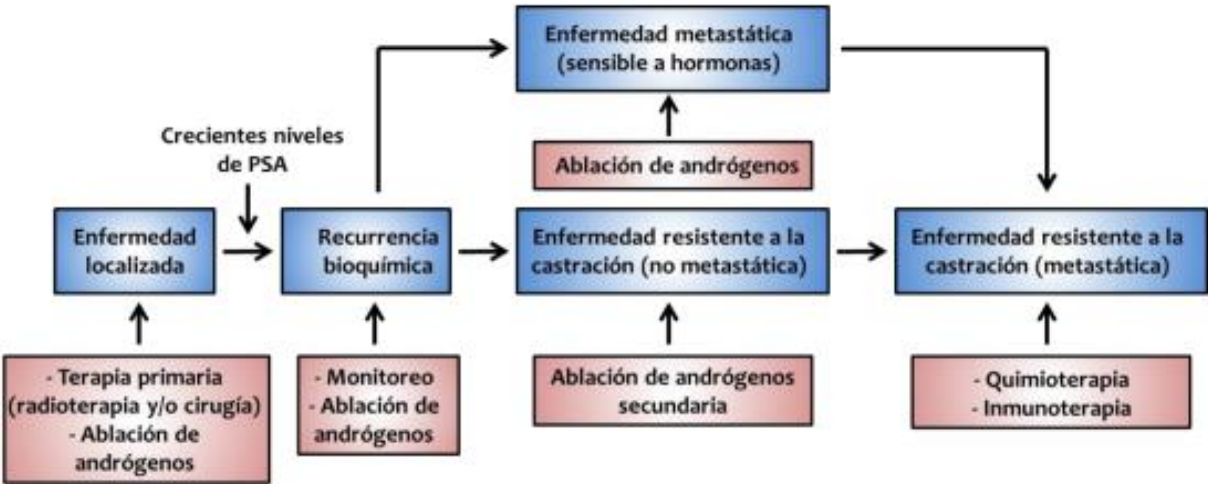 Enfermedad metastática
(sensible a hormonas)
Ablación de andrógenos
Crecientes niveles
de PSA
Enfermedad
localizada
Recurrencia
bioquímica
Enfermedad resistente a la
castración (no metastática)
Enfermedad resistente a la
castración (metastática)
- Terapia primaria
(radioterapia y/o cirugía)
- Ablación de
andrógenos
- Monitoreo
- Ablación de
andrógenos
Ablación de andrógenos
secundaria
- Quimioterapia
- Inmunoterapia